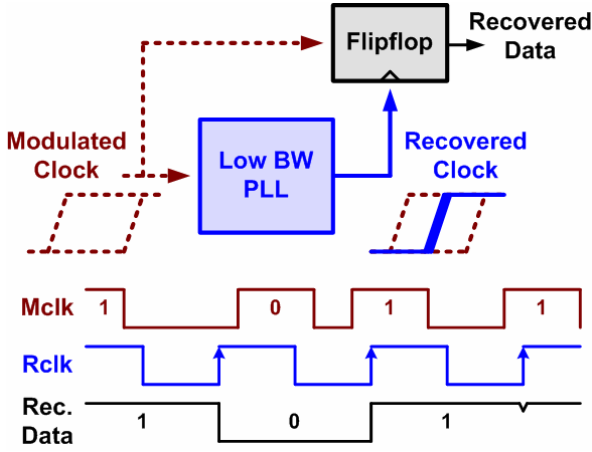 Flipflop
Recovered
Data
Modulated
Clock
Low BW
PLL
Recovered
Clock
Mclk 1 0 1 1
Rclk
Rec.
Data 1 0 1